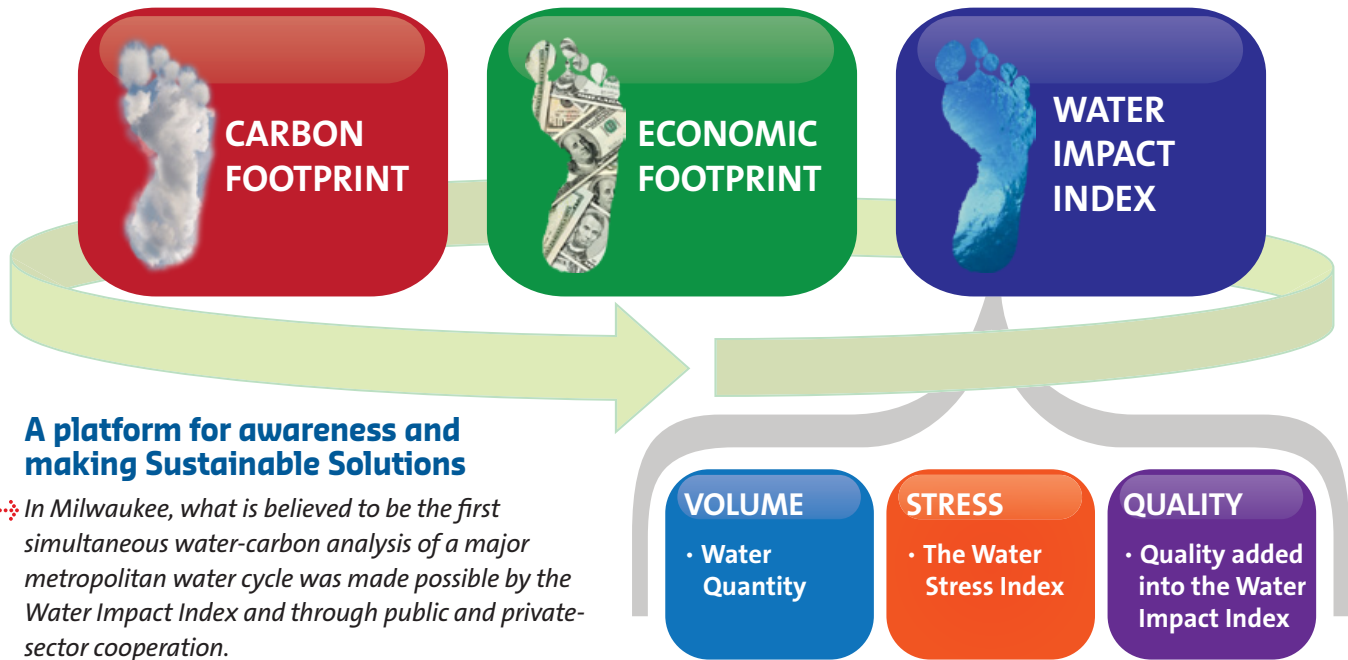 CARBON
FOOTPRINT
ECONOMIC
FOOTPRINT
WATER
IMPACT
INDEX
A platform for awareness and
making Sustainable Solutions
In Milwaukee, what is believed to be the first
simultaneous water-carbon analysis of a major
metropolitan water cycle was made possible by the
Water Impact Index and through public and private-
sector cooperation.
VOLUME
• Water
Quantity
STRESS
• The Water
Stress Index
QUALITY
• Quality added
into the Water
Impact Index